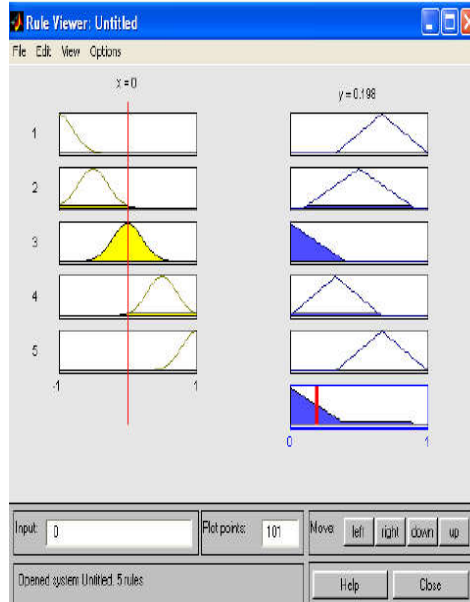 Rule Viewer: Untitled
File Edit View Options
x = 0
y = 0.198
1
2
3
4
5
-1 1
0 1
Input: 0 Plot points: 101 Move: left right down up
Opened system Untitled, 5 rules Help Close